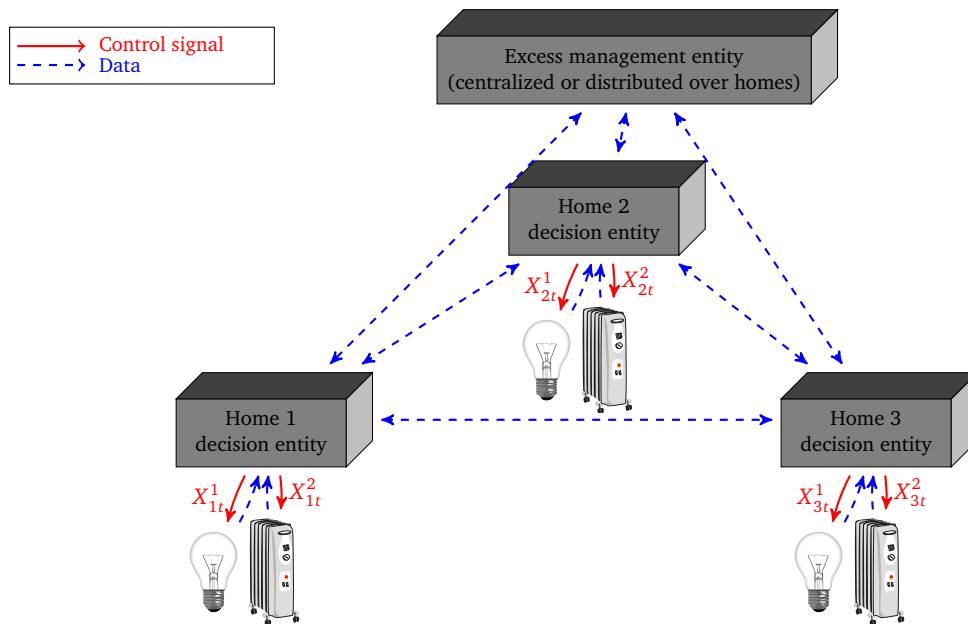 Control signal
Data
Excess management entity
(centralized or distributed over homes)
Home 2
decision entity
$X_{2t}^1$ $X_{2t}^2$
Home 1
decision entity
Home 3
decision entity
$X_{1t}^1$ $X_{1t}^2$
$X_{3t}^1$ $X_{3t}^2$